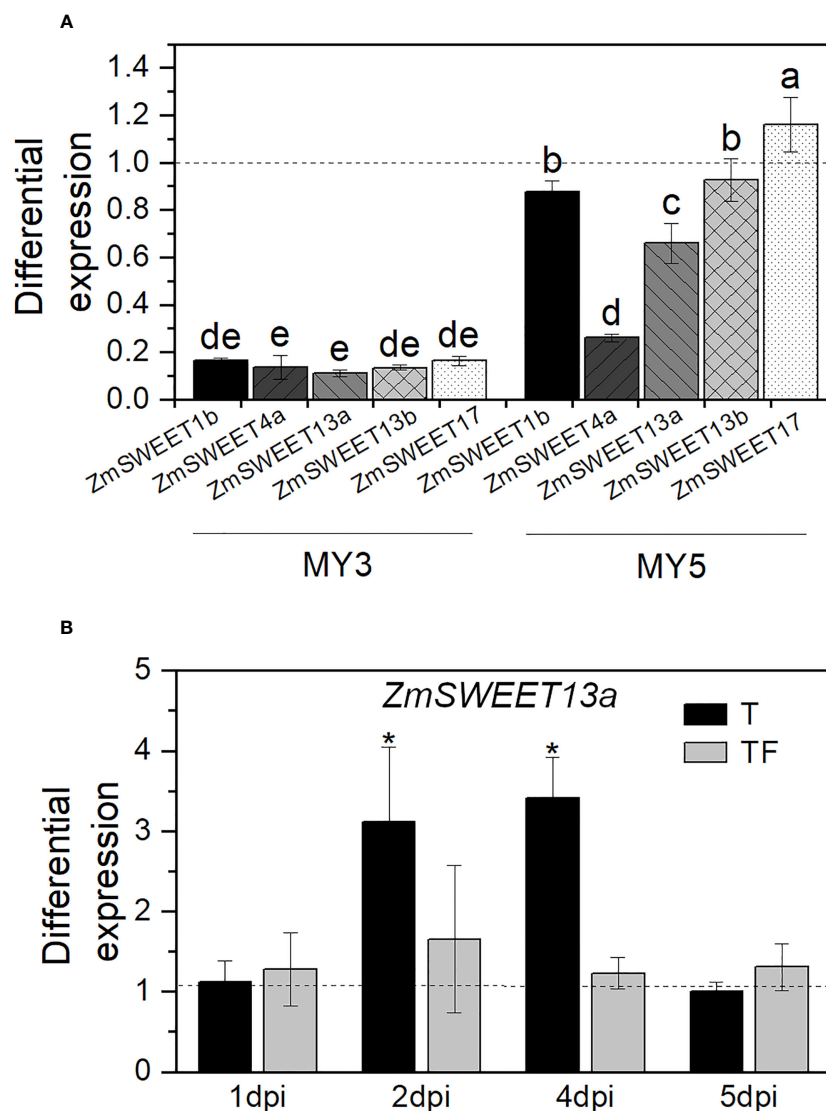 A
Differential
expression
1.4
1.2
1.0
0.8
0.6
0.4
0.2
0.0
de
e
e
de
de
b
d
c
b
a
ZmSWEET1b
ZmSWEET4a
ZmSWEET13a
ZmSWEET13b
ZmSWEET17
ZmSWEET1b
ZmSWEET4a
ZmSWEET13a
ZmSWEET13b
ZmSWEET17
MY3
MY5
B
Differential
expression
5
4
3
2
1
0
ZmSWEET13a
T
TF
*
*
1dpi
2dpi
4dpi
5dpi